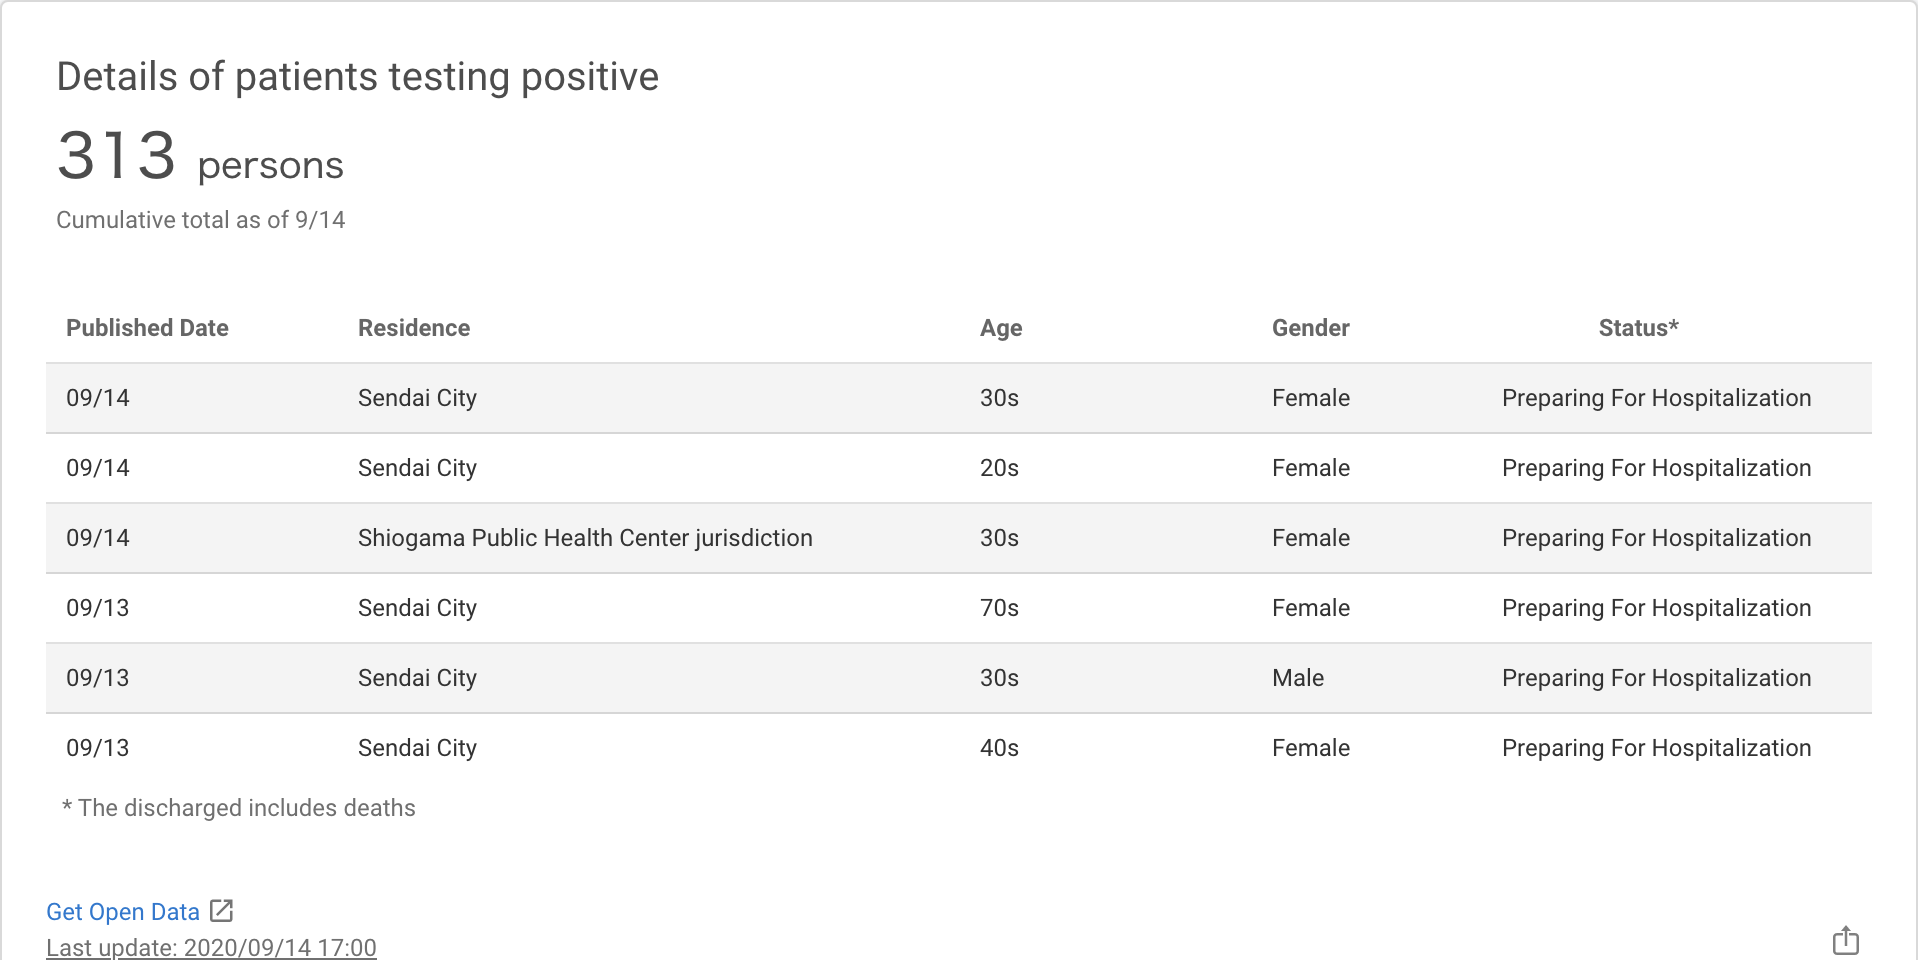 Details of patients testing positive
313 persons
Cumulative total as of 9/14
Published Date Residence Age Gender Status*
09/14 Sendai City 30s Female Preparing For Hospitalization
09/14 Sendai City 20s Female Preparing For Hospitalization
09/14 Shiogama Public Health Center jurisdiction 30s Female Preparing For Hospitalization
09/13 Sendai City 70s Female Preparing For Hospitalization
09/13 Sendai City 30s Male Preparing For Hospitalization
09/13 Sendai City 40s Female Preparing For Hospitalization
* The discharged includes deaths
Get Open Data
Last update: 2020/09/14 17:00